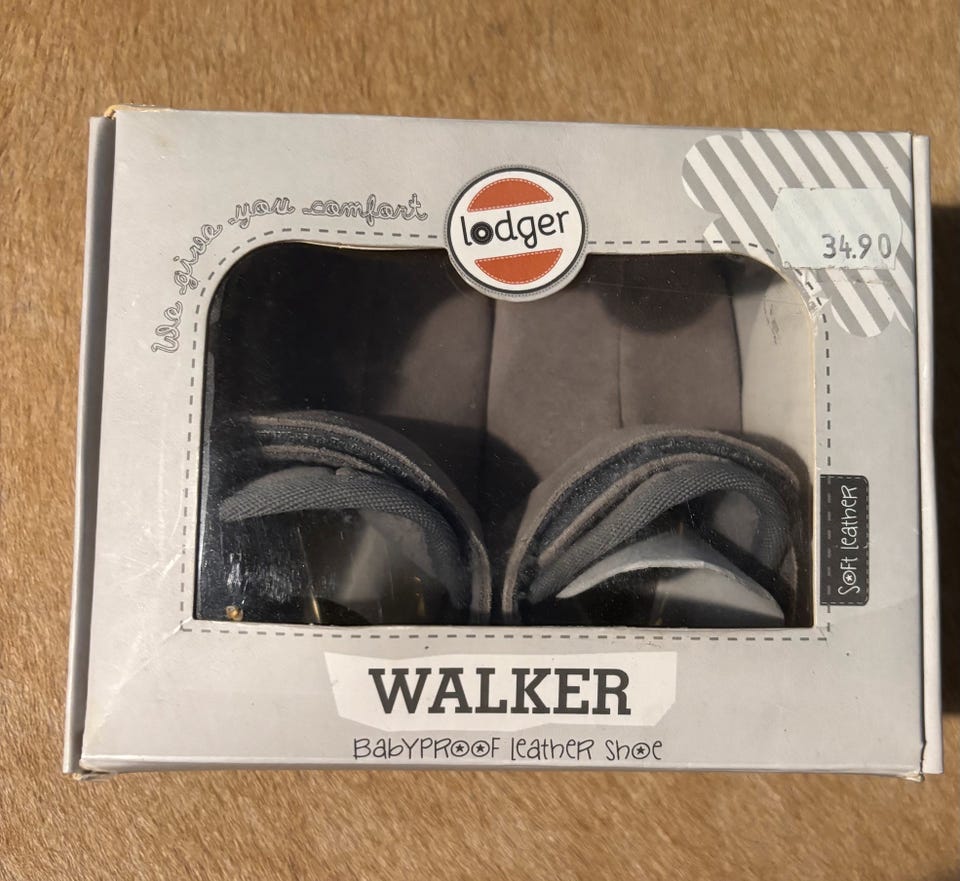 We give you comfort
lodger
34.90
Soft leather
WALKER
BabyPROOF leather Shoe